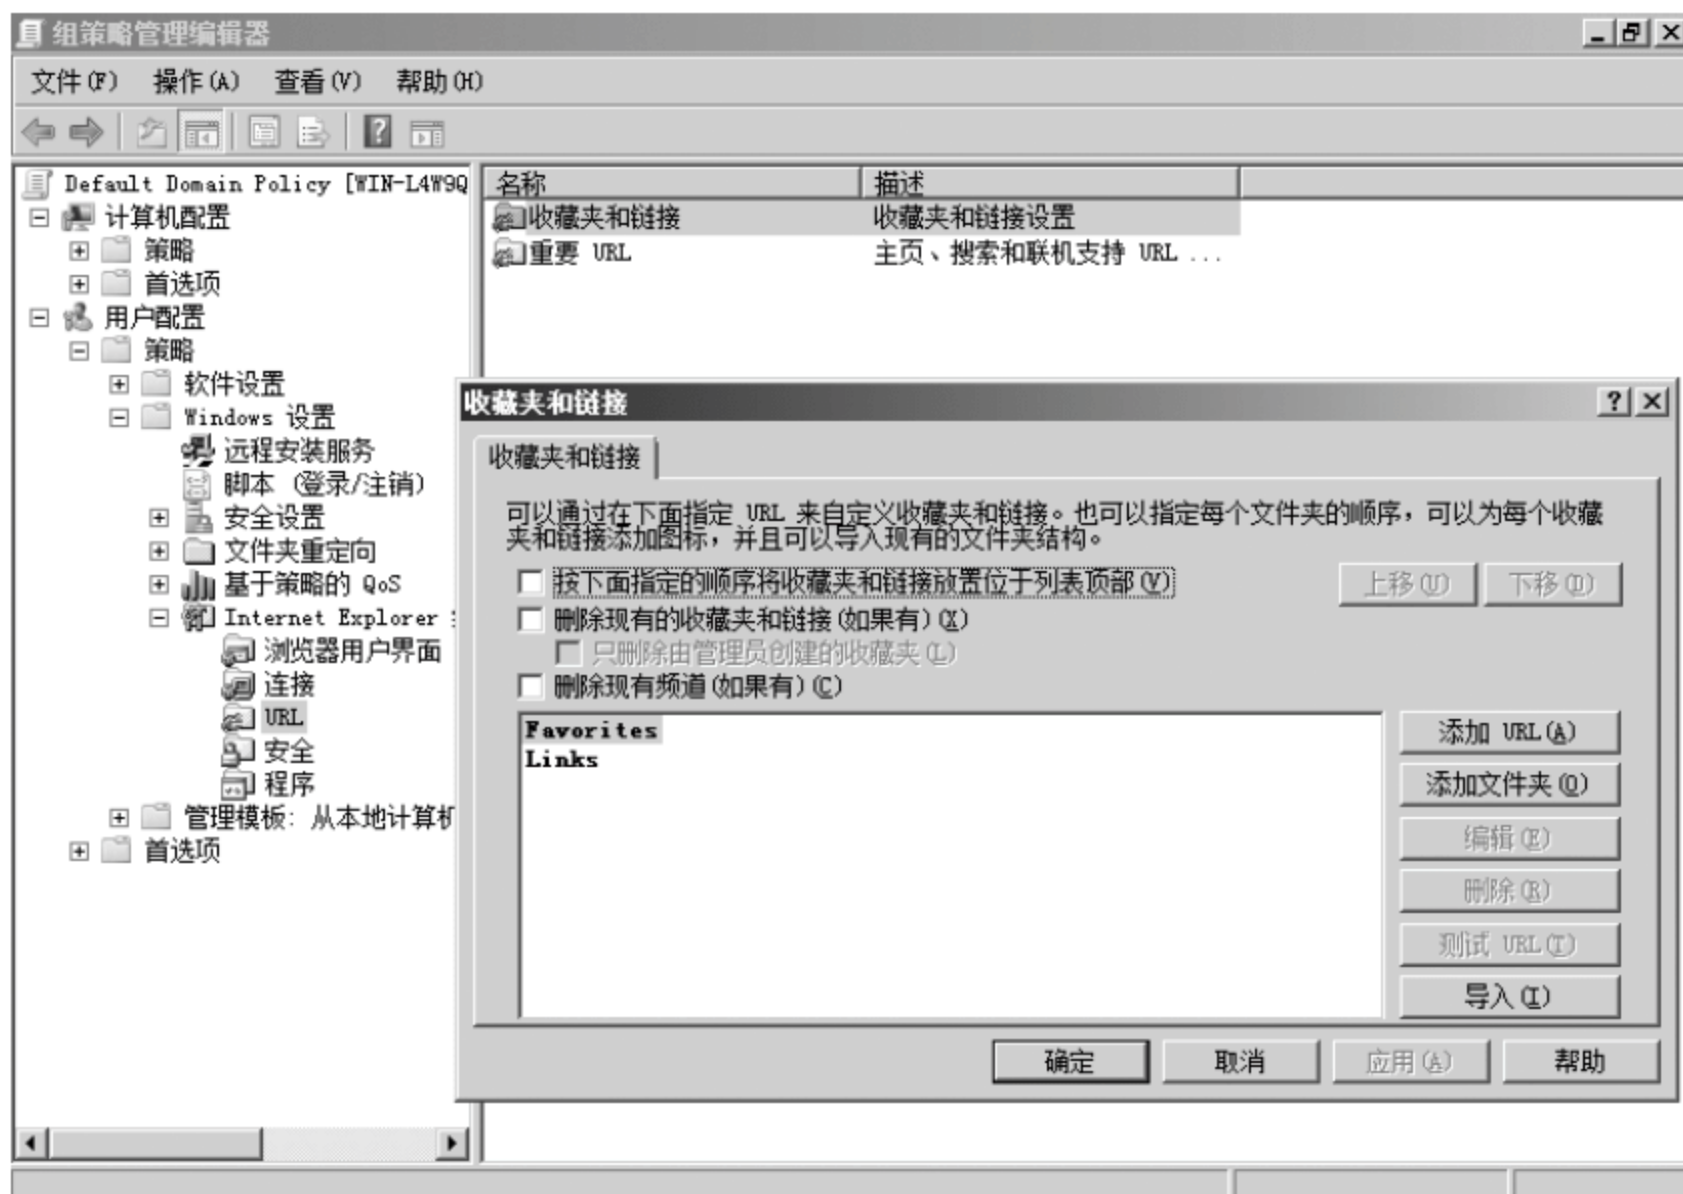 组策略管理编辑器
文件(F) 操作(A) 查看(V) 帮助(H)
Default Domain Policy [WIN-L4W9Q
计算机配置
策略
首选项
用户配置
策略
软件设置
Windows 设置
远程安装服务
脚本 (登录/注销)
安全设置
文件夹重定向
基于策略的 QoS
Internet Explorer
浏览器用户界面
连接
URL
安全
程序
管理模板: 从本地计算机
首选项
名称 描述
收藏夹和链接 收藏夹和链接设置
重要 URL 主页、搜索和联机支持 URL ...
收藏夹和链接
收藏夹和链接
可以通过在下面指定 URL 来自定义收藏夹和链接。也可以指定每个文件夹的顺序，可以为每个收藏
夹和链接添加图标，并且可以导入现有的文件夹结构。
按下面指定的顺序将收藏夹和链接放置位于列表顶部(V) 上移(U) 下移(D)
删除现有的收藏夹和链接(如果有)(X)
只删除由管理员创建的收藏夹(L)
删除现有频道(如果有)(C)
Favorites
Links
添加 URL(A)
添加文件夹(O)
编辑(E)
删除(R)
测试 URL(T)
导入(I)
确定 取消 应用(A) 帮助